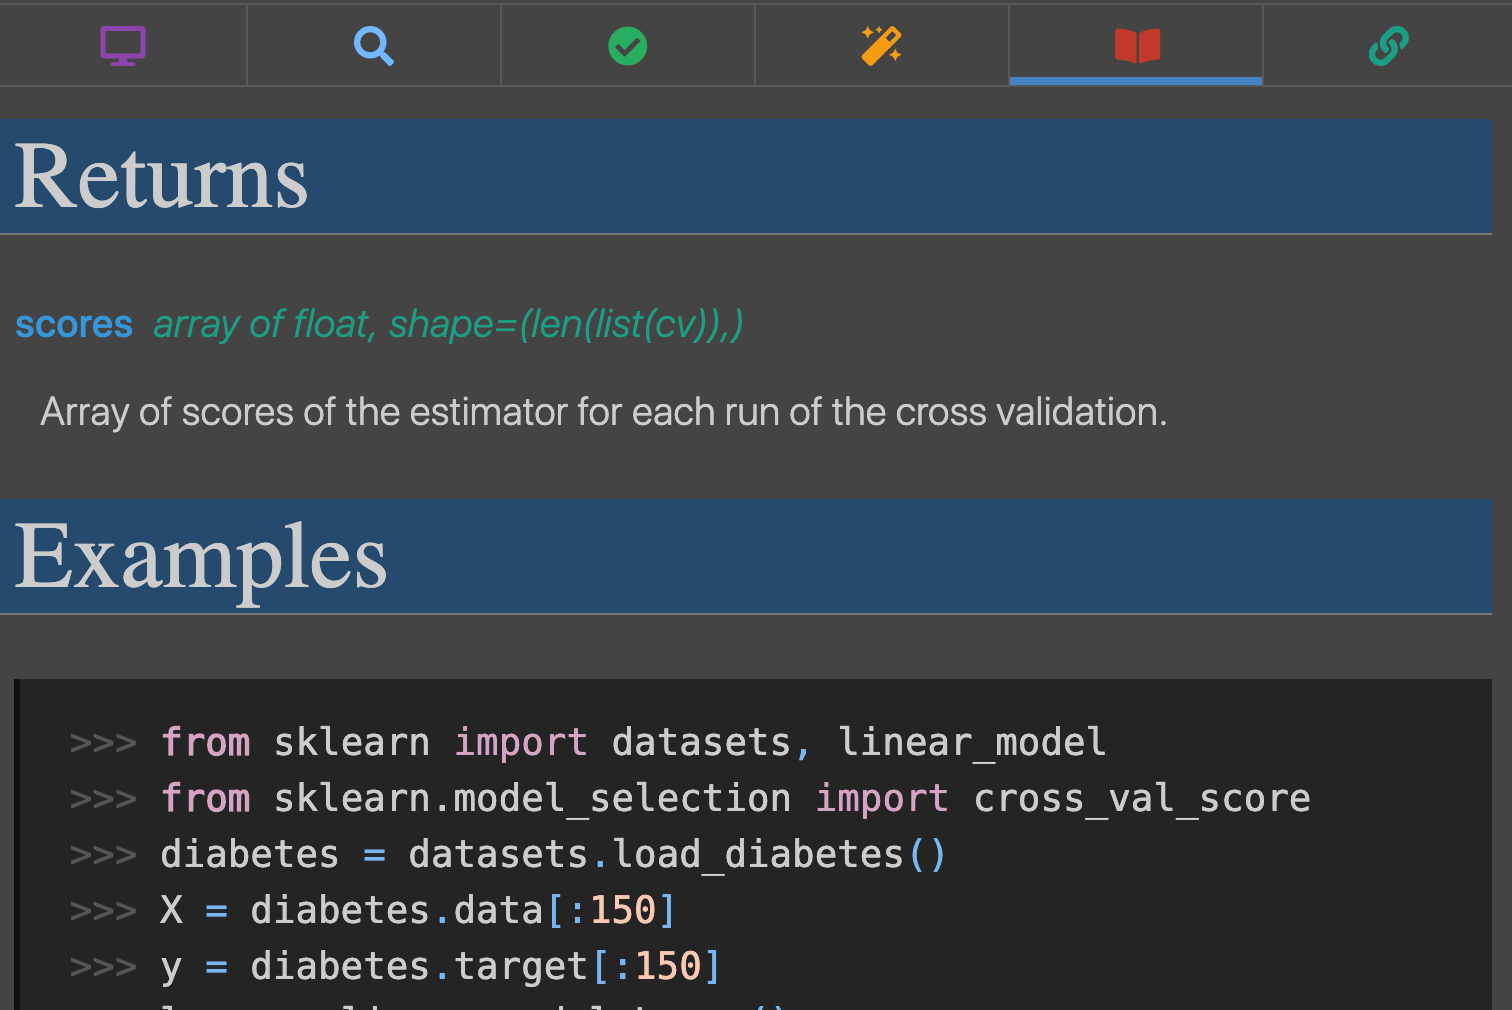 Returns
scores array of float, shape=(len(list(cv)),)
Array of scores of the estimator for each run of the cross validation.
Examples
>>> from sklearn import datasets, linear_model
>>> from sklearn.model_selection import cross_val_score
>>> diabetes = datasets.load_diabetes()
>>> X = diabetes.data[:150]
>>> y = diabetes.target[:150]